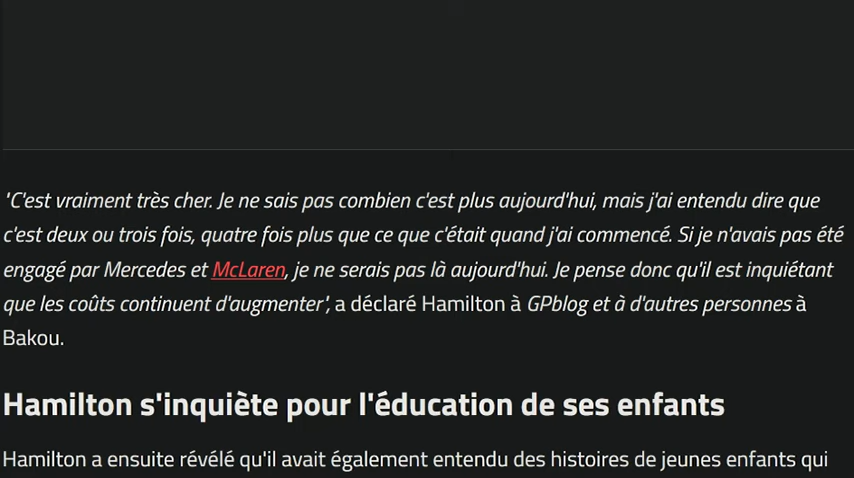 "C'est vraiment très cher. Je ne sais pas combien c'est plus aujourd'hui, mais j'ai entendu dire que
c'est deux ou trois fois, quatre fois plus que ce que c'était quand j'ai commencé. Si je n'avais pas été
engagé par Mercedes et McLaren, je ne serais pas là aujourd'hui. Je pense donc qu'il est inquiétant
que les coûts continuent d'augmenter", a déclaré Hamilton à GPblog et à d'autres personnes à
Bakou.
Hamilton s'inquiète pour l'éducation de ses enfants
Hamilton a ensuite révélé qu'il avait également entendu des histoires de jeunes enfants qui